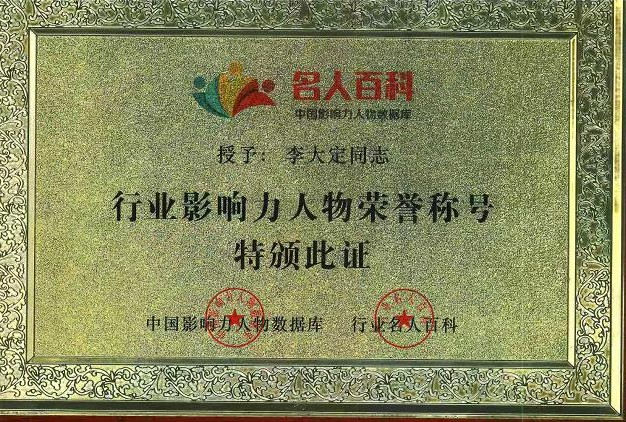 名人百科
中国影响力人物数据库
授予：李大定同志
行业影响力人物荣誉称号
特颁此证
中国影响力人物数据库 行业名人百科